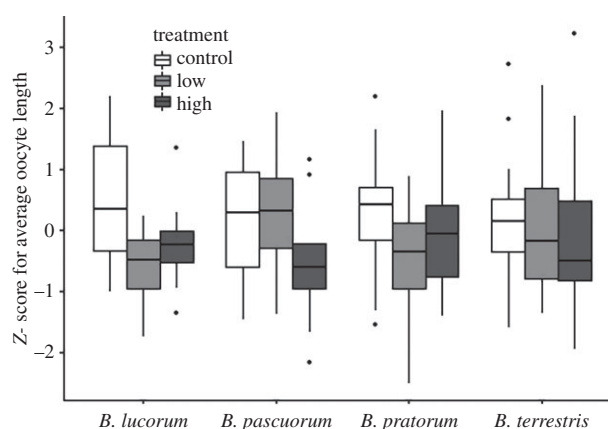 treatment
control
low
high
Z- score for average oocyte length
3
2
1
0
−1
−2
B. lucorum B. pascuorum B. pratorum B. terrestris